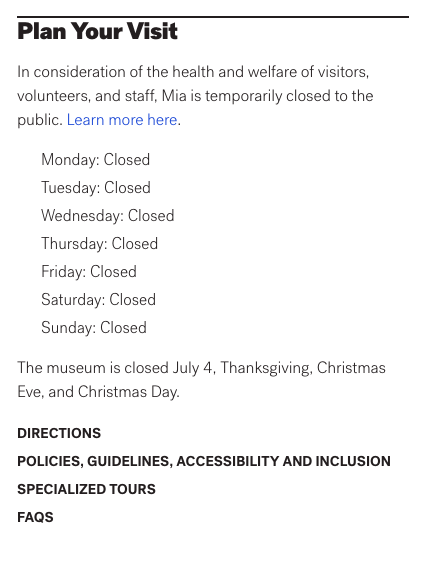 Plan Your Visit
In consideration of the health and welfare of visitors,
volunteers, and staff, Mia is temporarily closed to the
public. Learn more here.
Monday: Closed
Tuesday: Closed
Wednesday: Closed
Thursday: Closed
Friday: Closed
Saturday: Closed
Sunday: Closed
The museum is closed July 4, Thanksgiving, Christmas
Eve, and Christmas Day.
DIRECTIONS
POLICIES, GUIDELINES, ACCESSIBILITY AND INCLUSION
SPECIALIZED TOURS
FAQS